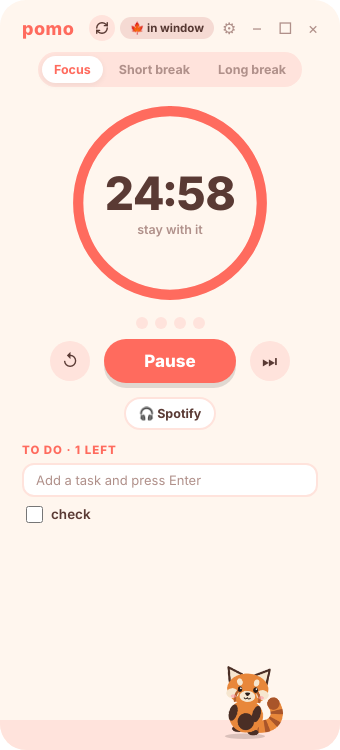 pomo
🍁 in window
Focus
Short break
Long break
24:58
stay with it
Pause
🎧 Spotify
TO DO · 1 LEFT
Add a task and press Enter
check